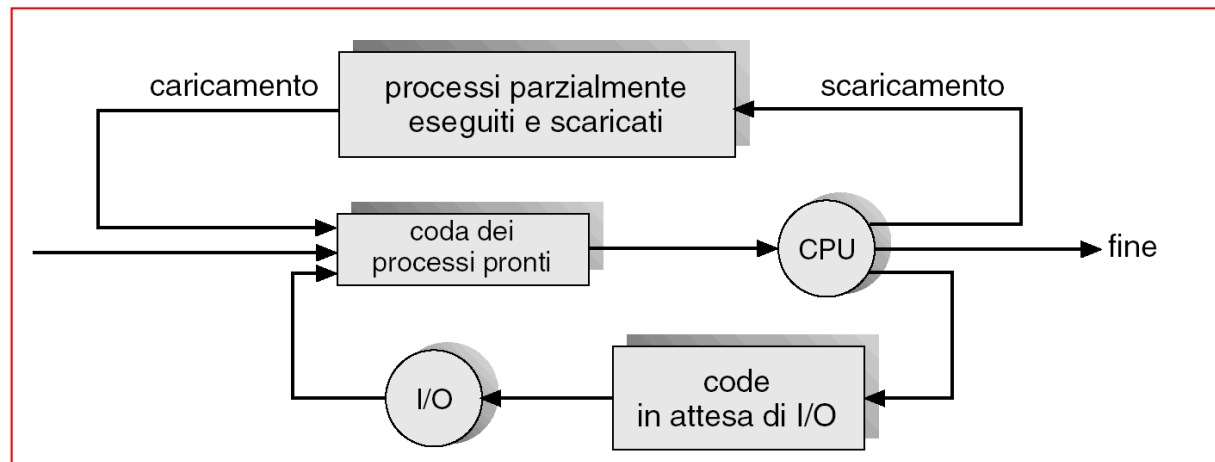 caricamento
processi parzialmente
eseguiti e scaricati
scaricamento
coda dei
processi pronti
CPU
fine
I/O
code
in attesa di I/O